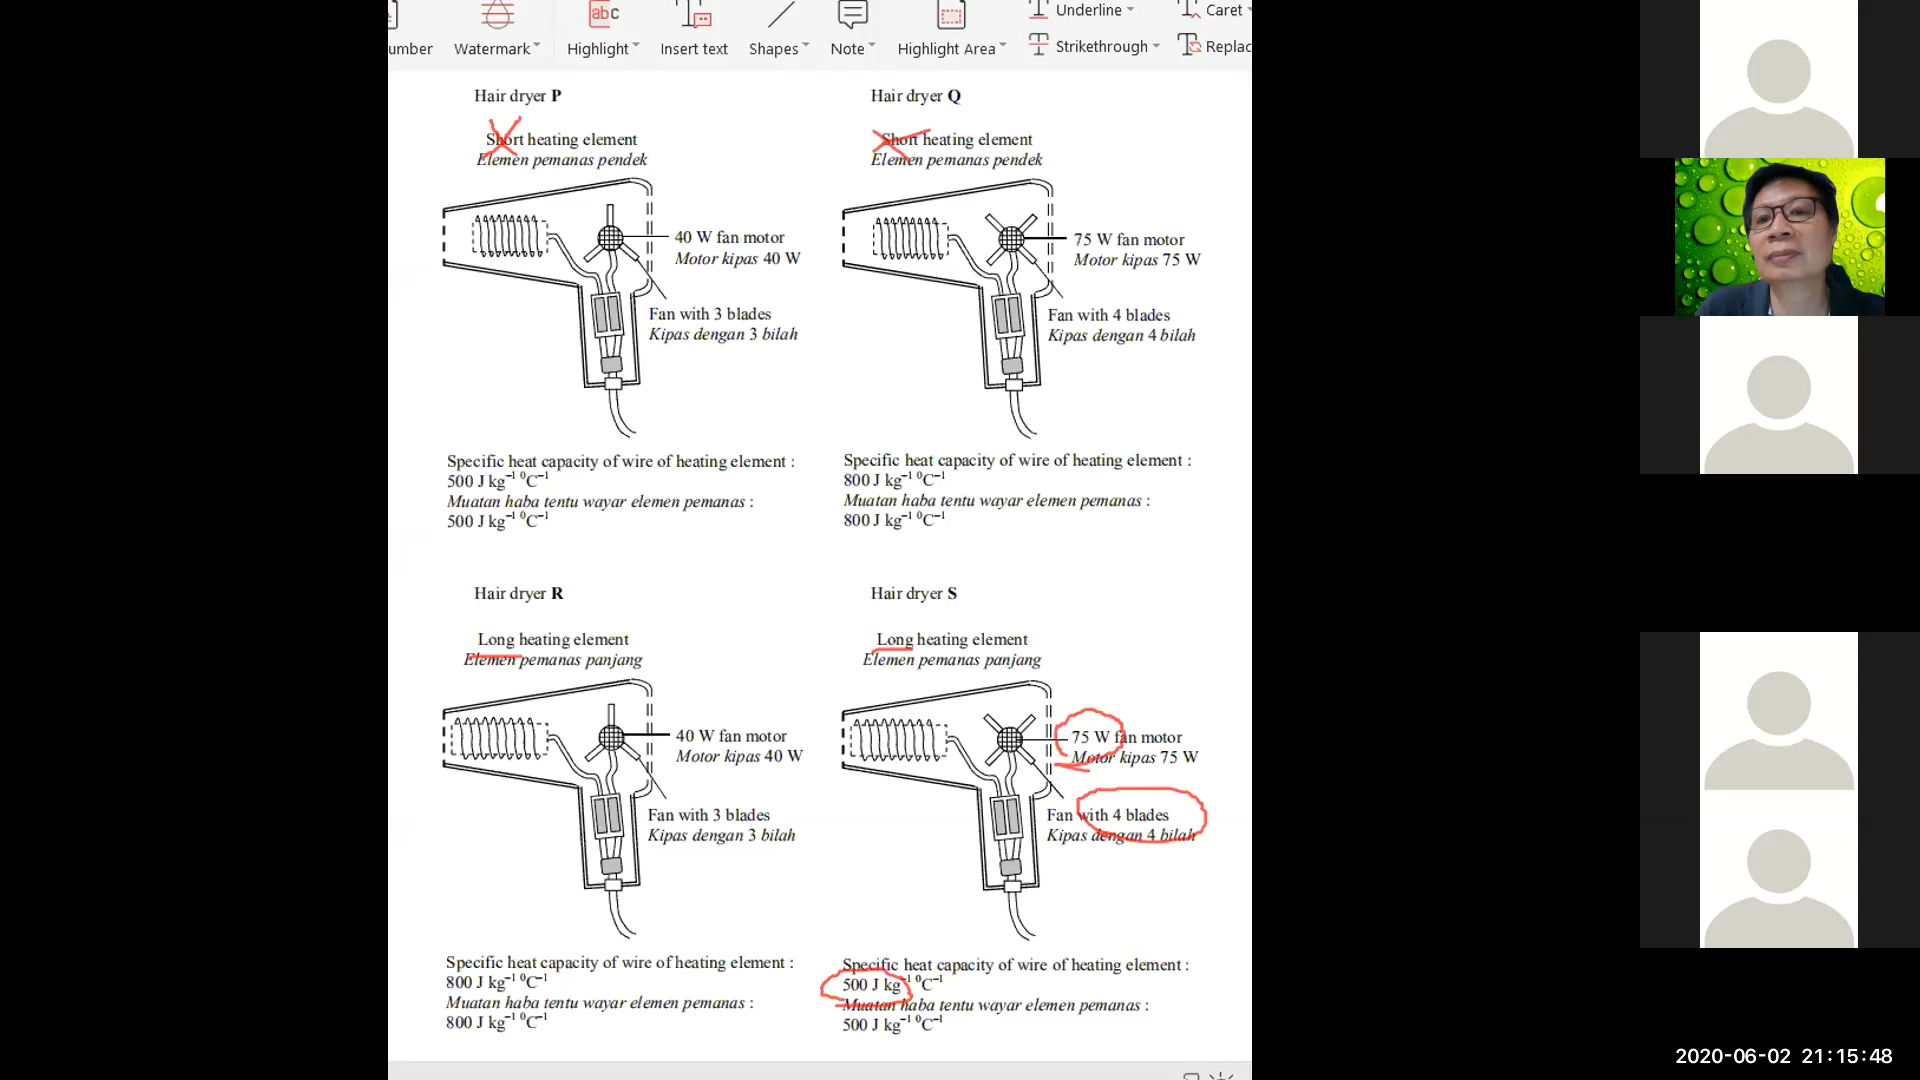 Underline
Caret
umber
Watermark
abc
Highlight
Insert text
Shapes
Note
Highlight Area
Strikethrough
Replac
Hair dryer P
Short heating element
Elemen pemanas pendek
40 W fan motor
Motor kipas 40 W
Fan with 3 blades
Kipas dengan 3 bilah
Specific heat capacity of wire of heating element :
500 J kg⁻¹ ⁰C⁻¹
Muatan haba tentu wayar elemen pemanas :
500 J kg⁻¹ ⁰C⁻¹
Hair dryer Q
Short heating element
Elemen pemanas pendek
75 W fan motor
Motor kipas 75 W
Fan with 4 blades
Kipas dengan 4 bilah
Specific heat capacity of wire of heating element :
800 J kg⁻¹ ⁰C⁻¹
Muatan haba tentu wayar elemen pemanas :
800 J kg⁻¹ ⁰C⁻¹
Hair dryer R
Long heating element
Elemen pemanas panjang
40 W fan motor
Motor kipas 40 W
Fan with 3 blades
Kipas dengan 3 bilah
Specific heat capacity of wire of heating element :
800 J kg⁻¹ ⁰C⁻¹
Muatan haba tentu wayar elemen pemanas :
800 J kg⁻¹ ⁰C⁻¹
Hair dryer S
Long heating element
Elemen pemanas panjang
75 W fan motor
Motor kipas 75 W
Fan with 4 blades
Kipas dengan 4 bilah
Specific heat capacity of wire of heating element :
500 J kg⁻¹ ⁰C⁻¹
Muatan haba tentu wayar elemen pemanas :
500 J kg⁻¹ ⁰C⁻¹
2020-06-02 21:15:48